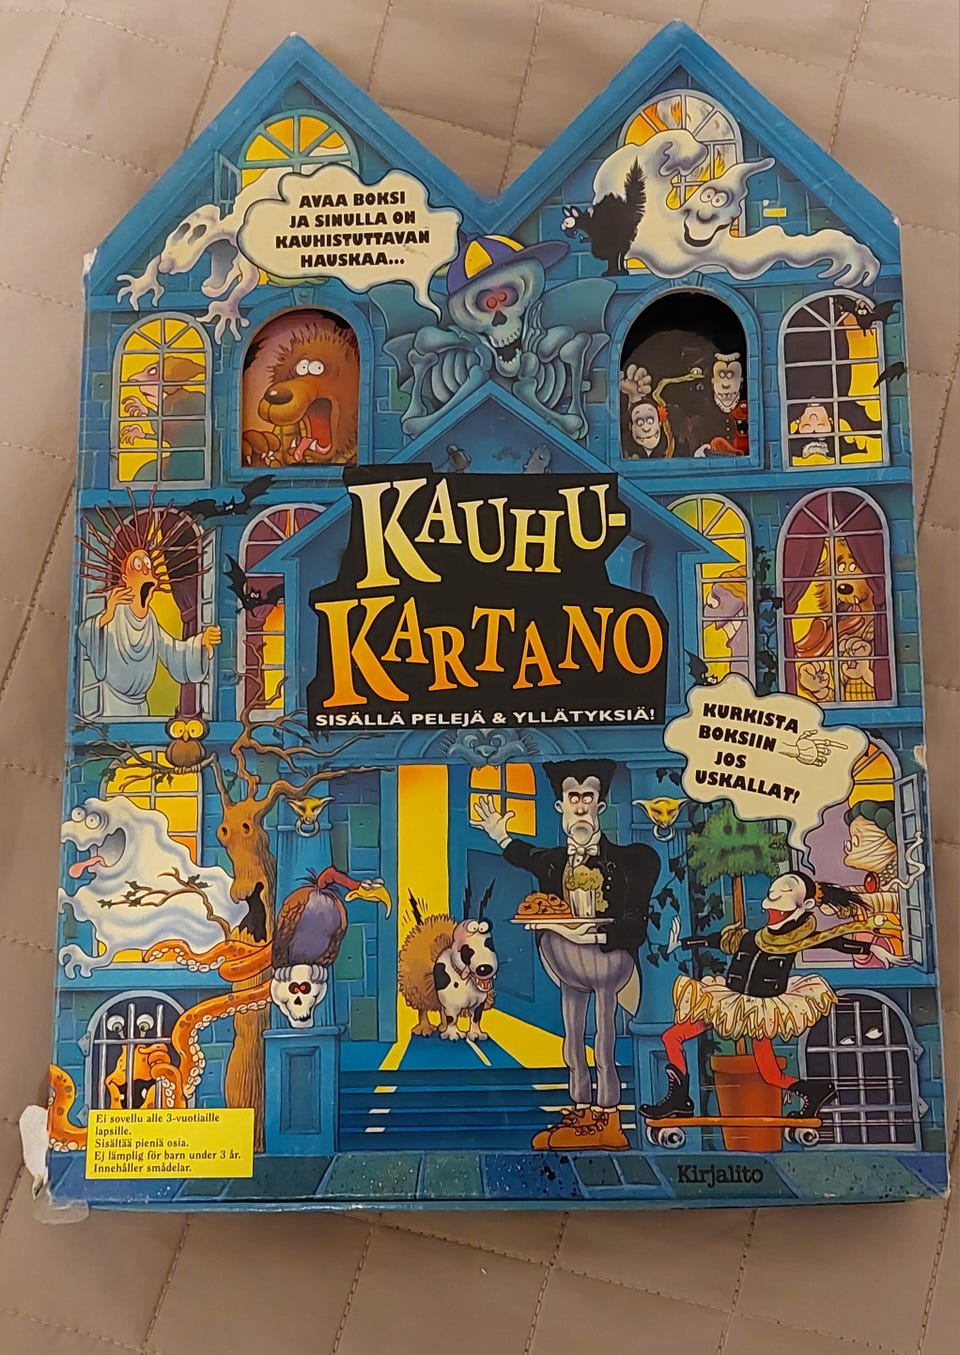 AVAA BOKSI
JA SINULLA ON
KAUHISTUTTAVAN
HAUSKAA...
KAUHU-
KARTANO
SISÄLLÄ PELEJÄ & YLLÄTYKSIÄ!
KURKISTA
BOKSIIN
JOS
USKALLAT!
Ei sovellu alle 3-vuotiaille
lapsille.
Sisältää pieniä osia.
Ej lämplig för barn under 3 år.
Innehåller smådelar.
Kirjalito